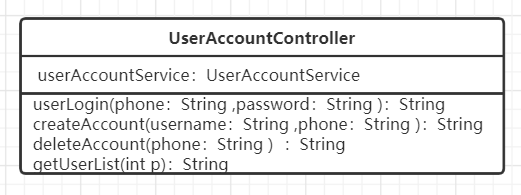 UserAccountController
userAccountService：UserAccountService
userLogin(phone：String ,password：String )：String
createAccount(username：String ,phone：String )：String
deleteAccount(phone：String ) ：String
getUserList(int p)：String